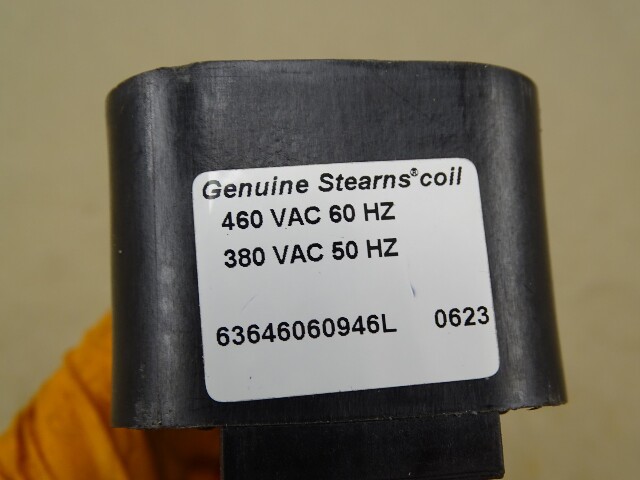 Genuine Stearns® coil
460 VAC 60 HZ
380 VAC 50 HZ
63646060946L 0623